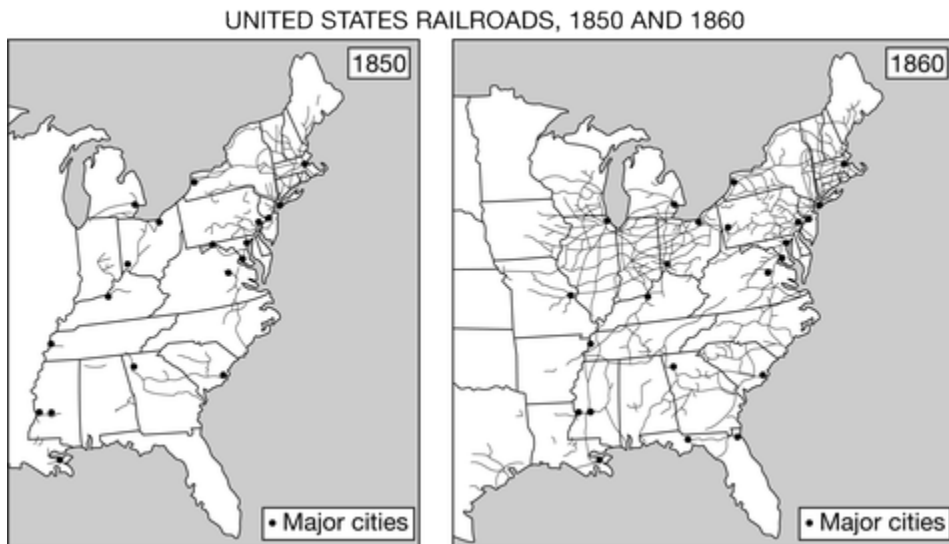 UNITED STATES RAILROADS, 1850 AND 1860
1850
1860
• Major cities
• Major cities